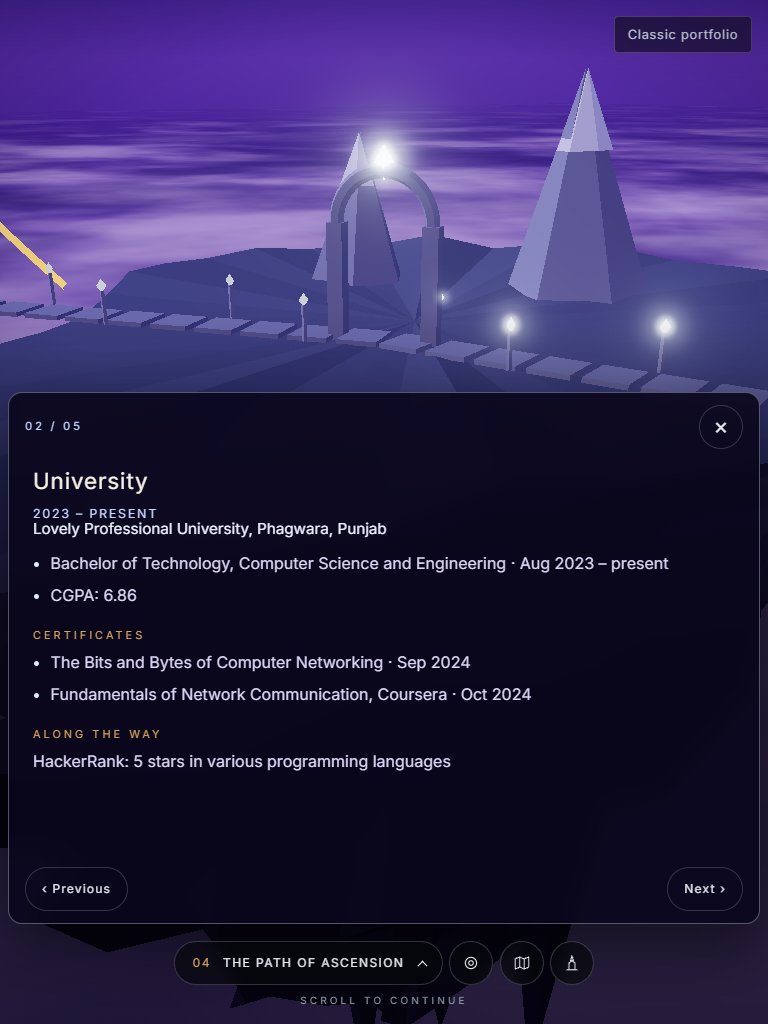 Classic portfolio
02 / 05
University
2023 – PRESENT
Lovely Professional University, Phagwara, Punjab
• Bachelor of Technology, Computer Science and Engineering · Aug 2023 – present
• CGPA: 6.86
CERTIFICATES
• The Bits and Bytes of Computer Networking · Sep 2024
• Fundamentals of Network Communication, Coursera · Oct 2024
ALONG THE WAY
HackerRank: 5 stars in various programming languages
‹ Previous
Next ›
04 THE PATH OF ASCENSION
SCROLL TO CONTINUE